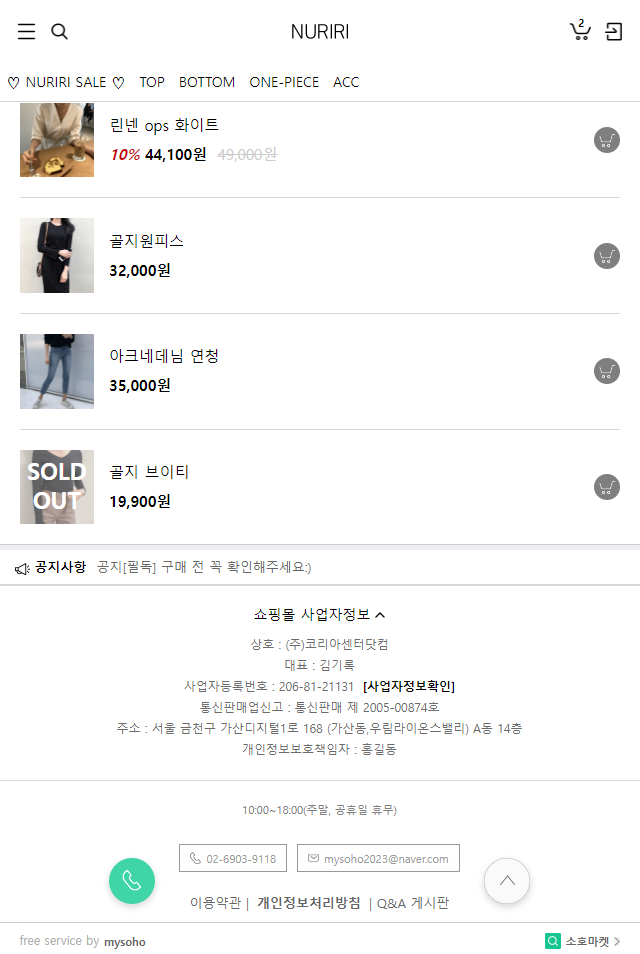 NURIRI
2
♡ NURIRI SALE ♡ TOP BOTTOM ONE-PIECE ACC
린넨 ops 화이트
10% 44,100원 49,000원
골지원피스
32,000원
아크네데님 연청
35,000원
SOLD
OUT
골지 브이티
19,900원
공지사항 공지[필독] 구매 전 꼭 확인해주세요:)
쇼핑몰 사업자정보
상호 : (주)코리아센터닷컴
대표 : 김기록
사업자등록번호 : 206-81-21131 [사업자정보확인]
통신판매업신고 : 통신판매 제 2005-00874호
주소 : 서울 금천구 가산디지털1로 168 (가산동,우림라이온스밸리) A동 14층
개인정보보호책임자 : 홍길동
10:00~18:00(주말, 공휴일 휴무)
02-6903-9118 mysoho2023@naver.com
이용약관 | 개인정보처리방침 | Q&A 게시판
free service by mysoho 소호마켓